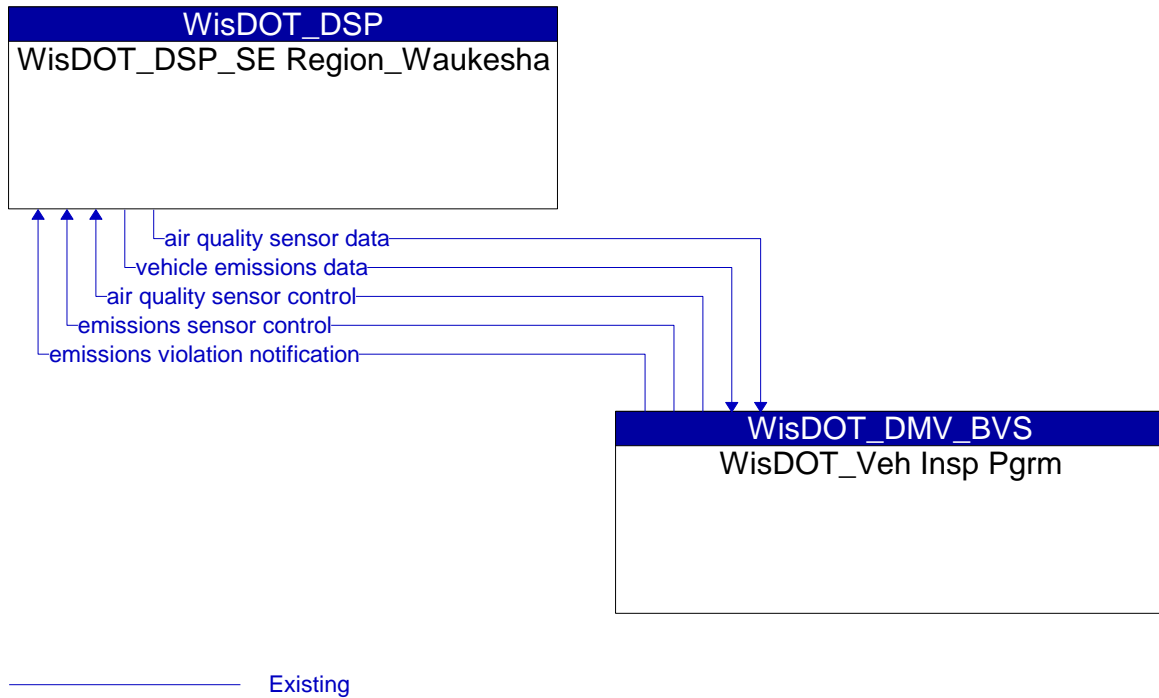 WisDOT_DSP
WisDOT_DSP_SE Region_Waukesha
air quality sensor data
vehicle emissions data
air quality sensor control
emissions sensor control
emissions violation notification
WisDOT_DMV_BVS
WisDOT_Veh Insp Pgrm
Existing